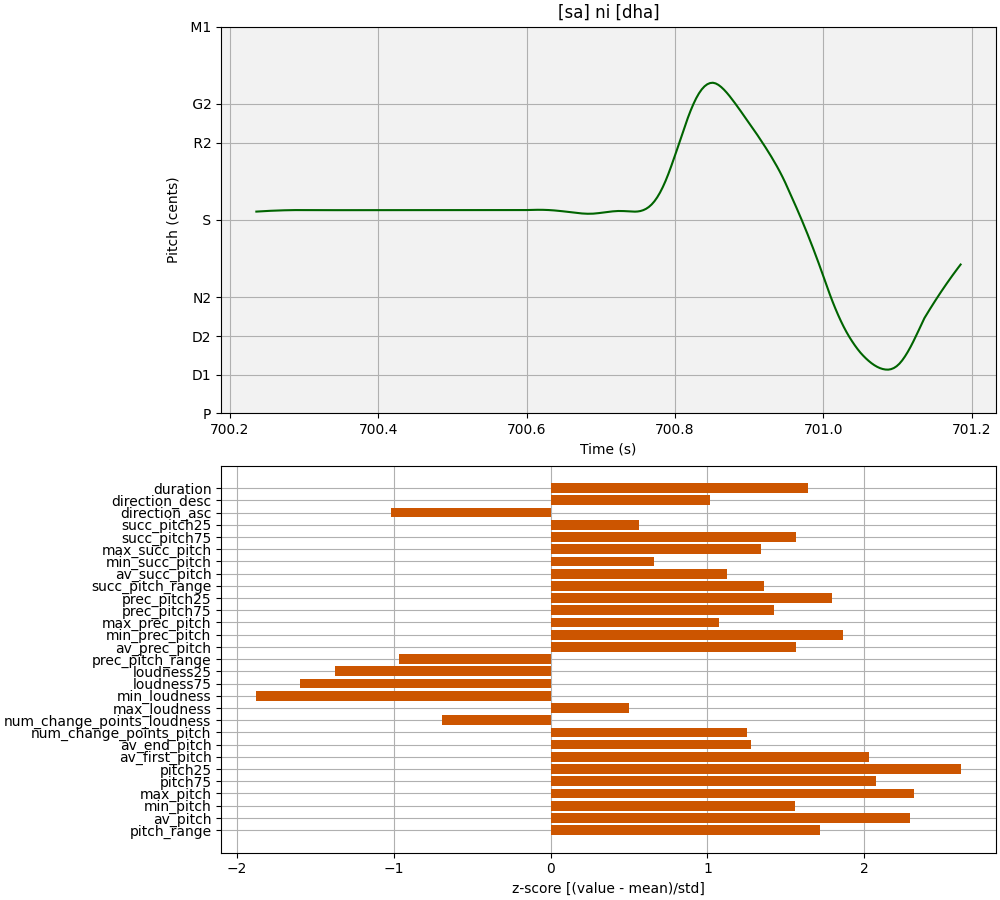 [sa] ni [dha]
M1
G2
R2
S
N2
D2
D1
P
Pitch (cents)
700.2 700.4 700.6 700.8 701.0 701.2
Time (s)
duration
direction_desc
direction_asc
succ_pitch25
succ_pitch75
max_succ_pitch
min_succ_pitch
av_succ_pitch
succ_pitch_range
prec_pitch25
prec_pitch75
max_prec_pitch
min_prec_pitch
av_prec_pitch
prec_pitch_range
loudness25
loudness75
min_loudness
max_loudness
num_change_points_loudness
num_change_points_pitch
av_end_pitch
av_first_pitch
pitch25
pitch75
max_pitch
min_pitch
av_pitch
pitch_range
−2 −1 0 1 2
z-score [(value - mean)/std]